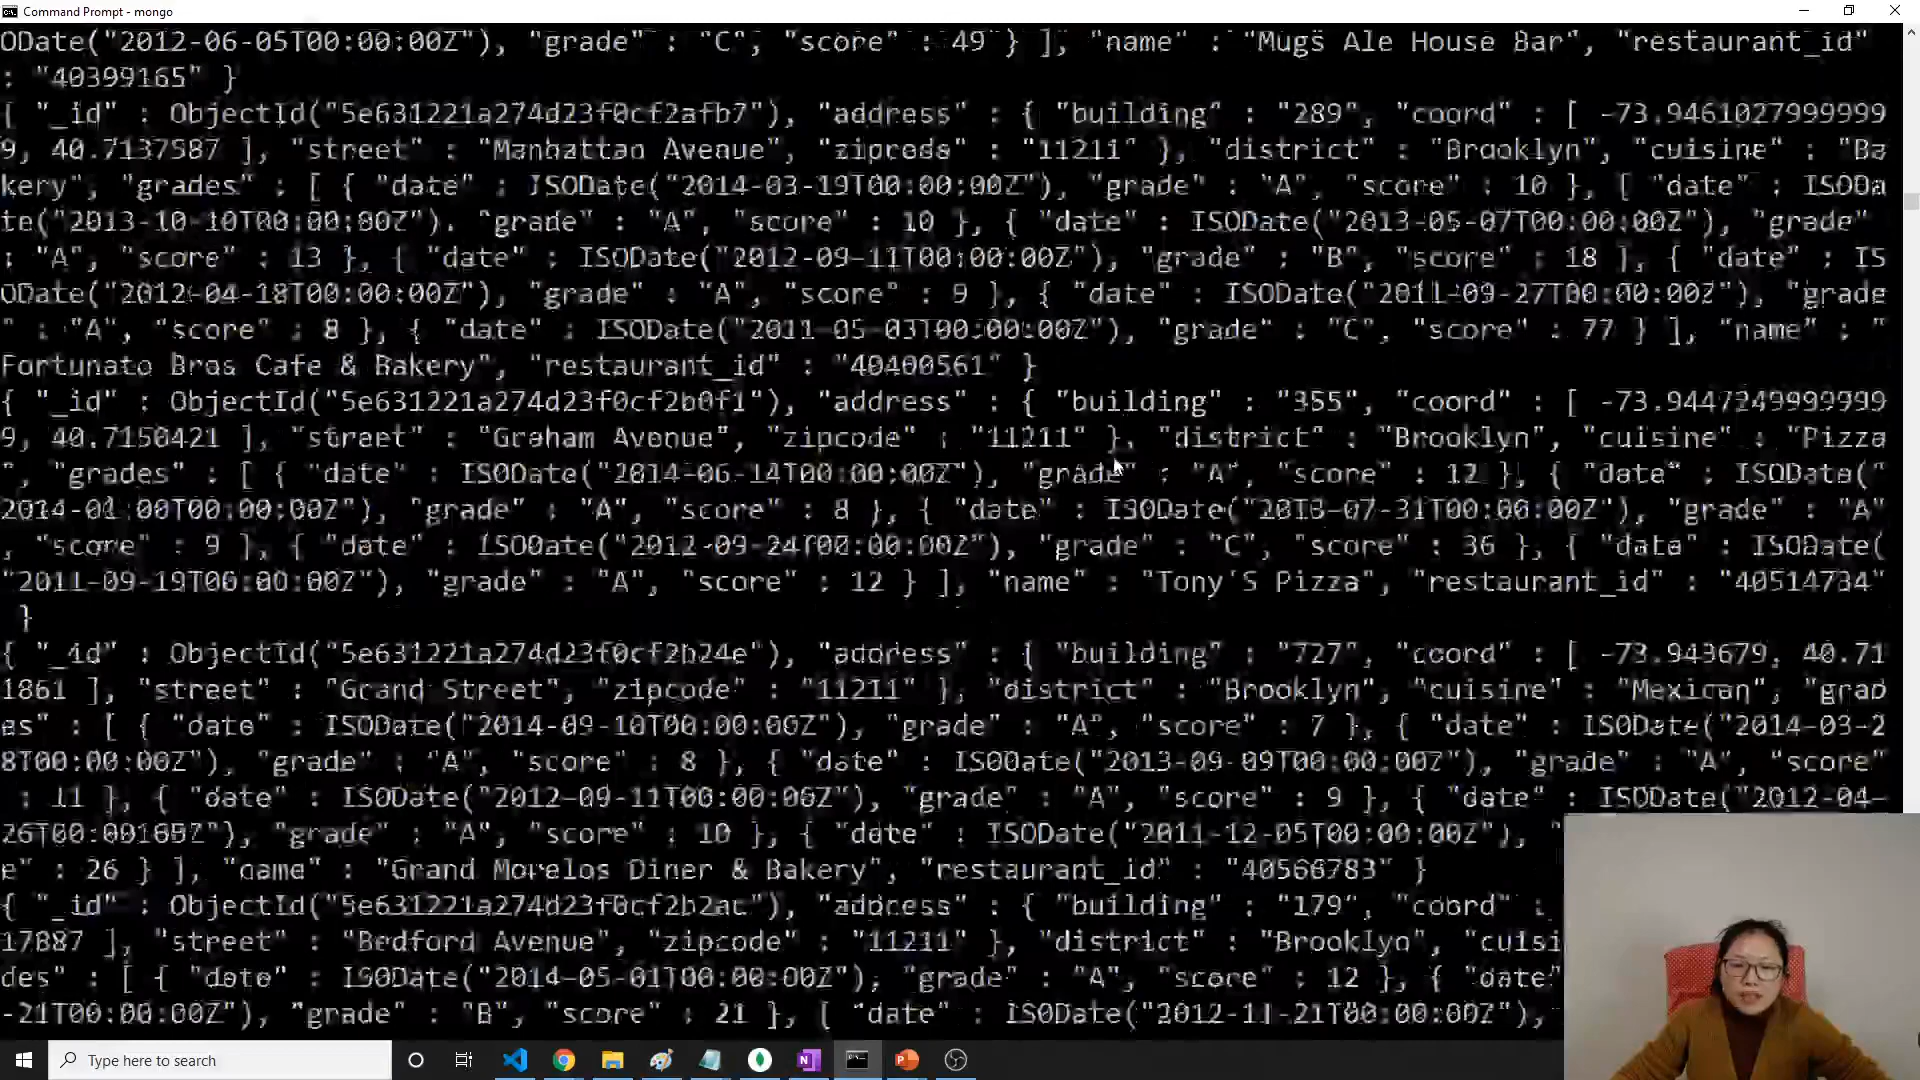 Command Prompt - mongo
ODate("2012-06-05T00:00:00Z"), "grade" : "C", "score" : 49 } ], "name" : "Mugs Ale House Bar", "restaurant_id"
: "40399165" }
{ "_id" : ObjectId("5e631221a274d23f0cf2afb7"), "address" : { "building" : "289", "coord" : [ -73.9461027999999
9, 40.7137587 ], "street" : "Manhattan Avenue", "zipcode" : "11211" }, "district" : "Brooklyn", "cuisine" : "Ba
kery", "grades" : [ { "date" : ISODate("2014-03-19T00:00:00Z"), "grade" : "A", "score" : 10 }, { "date" : ISODa
te("2013-10-10T00:00:00Z"), "grade" : "A", "score" : 10 }, { "date" : ISODate("2013-05-07T00:00:00Z"), "grade"
: "A", "score" : 13 }, { "date" : ISODate("2012-09-11T00:00:00Z"), "grade" : "B", "score" : 18 }, { "date" : IS
ODate("2012-04-18T00:00:00Z"), "grade" : "A", "score" : 9 }, { "date" : ISODate("2011-09-27T00:00:00Z"), "grade
" : "A", "score" : 8 }, { "date" : ISODate("2011-05-03T00:00:00Z"), "grade" : "C", "score" : 77 } ], "name" : "
Fortunato Bros Cafe & Bakery", "restaurant_id" : "40400561" }
{ "_id" : ObjectId("5e631221a274d23f0cf2b0f1"), "address" : { "building" : "355", "coord" : [ -73.9447249999999
9, 40.7150421 ], "street" : "Graham Avenue", "zipcode" : "11211" }, "district" : "Brooklyn", "cuisine" : "Pizza
", "grades" : [ { "date" : ISODate("2014-06-14T00:00:00Z"), "grade" : "A", "score" : 12 }, { "date" : ISODate("
"grade" : "A", "score" : 8 }, { "date" : ISODate("2013-07-31T00:00:00Z"), "grade" : "A"
, "score" : 9 }, { "date" : ISODate("2012-09-24T00:00:00Z"), "grade" : "C", "score" : 36 }, { "date" : ISODate(
"2011-09-19T00:00:00Z"), "grade" : "A", "score" : 12 } ], "name" : "Tony'S Pizza", "restaurant_id" : "40514734"
}
{ "_id" : ObjectId("5e631221a274d23f0cf2b24e"), "address" : { "building" : "727", "coord" : [ -73.943679, 40.71
1861 ], "street" : "Grand Street", "zipcode" : "11211" }, "district" : "Brooklyn", "cuisine" : "Mexican", "grad
es" : [ { "date" : ISODate("2014-09-10T00:00:00Z"), "grade" : "A", "score" : 7 }, { "date" : ISODate("2014-03-2
8T00:00:00Z"), "grade" : "A", "score" : 8 }, { "date" : ISODate("2013-09-09T00:00:00Z"), "grade" : "A", "score"
: 11 }, { "date" : ISODate("2012-09-11T00:00:00Z"), "grade" : "A", "score" : 9 }, { "date" : ISODate("2012-04-
"grade" : "A", "score" : 10 }, { "date" : ISODate("2011-12-05T00:00:00Z"), "
e" : 26 } ], "name" : "Grand Morelos Diner & Bakery", "restaurant_id" : "40566783" }
{ "_id" : ObjectId("5e631221a274d23f0cf2b2ac"), "address" : { "building" : "179", "coord" :
17887 ], "street" : "Bedford Avenue", "zipcode" : "11211" }, "district" : "Brooklyn", "cuisi
des" : [ { "date" : ISODate("2014-05-01T00:00:00Z"), "grade" : "A", "score" : 12 }, { "date"
-21T00:00:00Z"), "grade" : "B", "score" : 21 }, { "date" : ISODate("2012-11-21T00:00:00Z"),
Type here to search